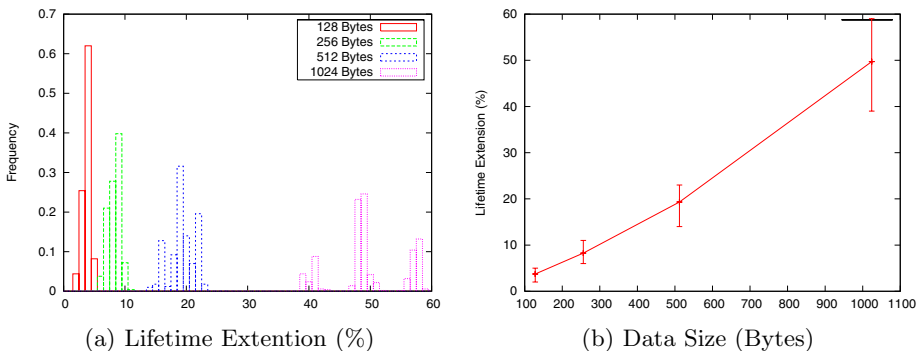 0.7
0.6
0.5
0.4
0.3
0.2
0.1
0
Frequency
128 Bytes
256 Bytes
512 Bytes
1024 Bytes
0 10 20 30 40 50 60
(a) Lifetime Extention (%)
60
50
40
30
20
10
0
Lifetime Extension (%)
100 200 300 400 500 600 700 800 900 1000 1100
(b) Data Size (Bytes)